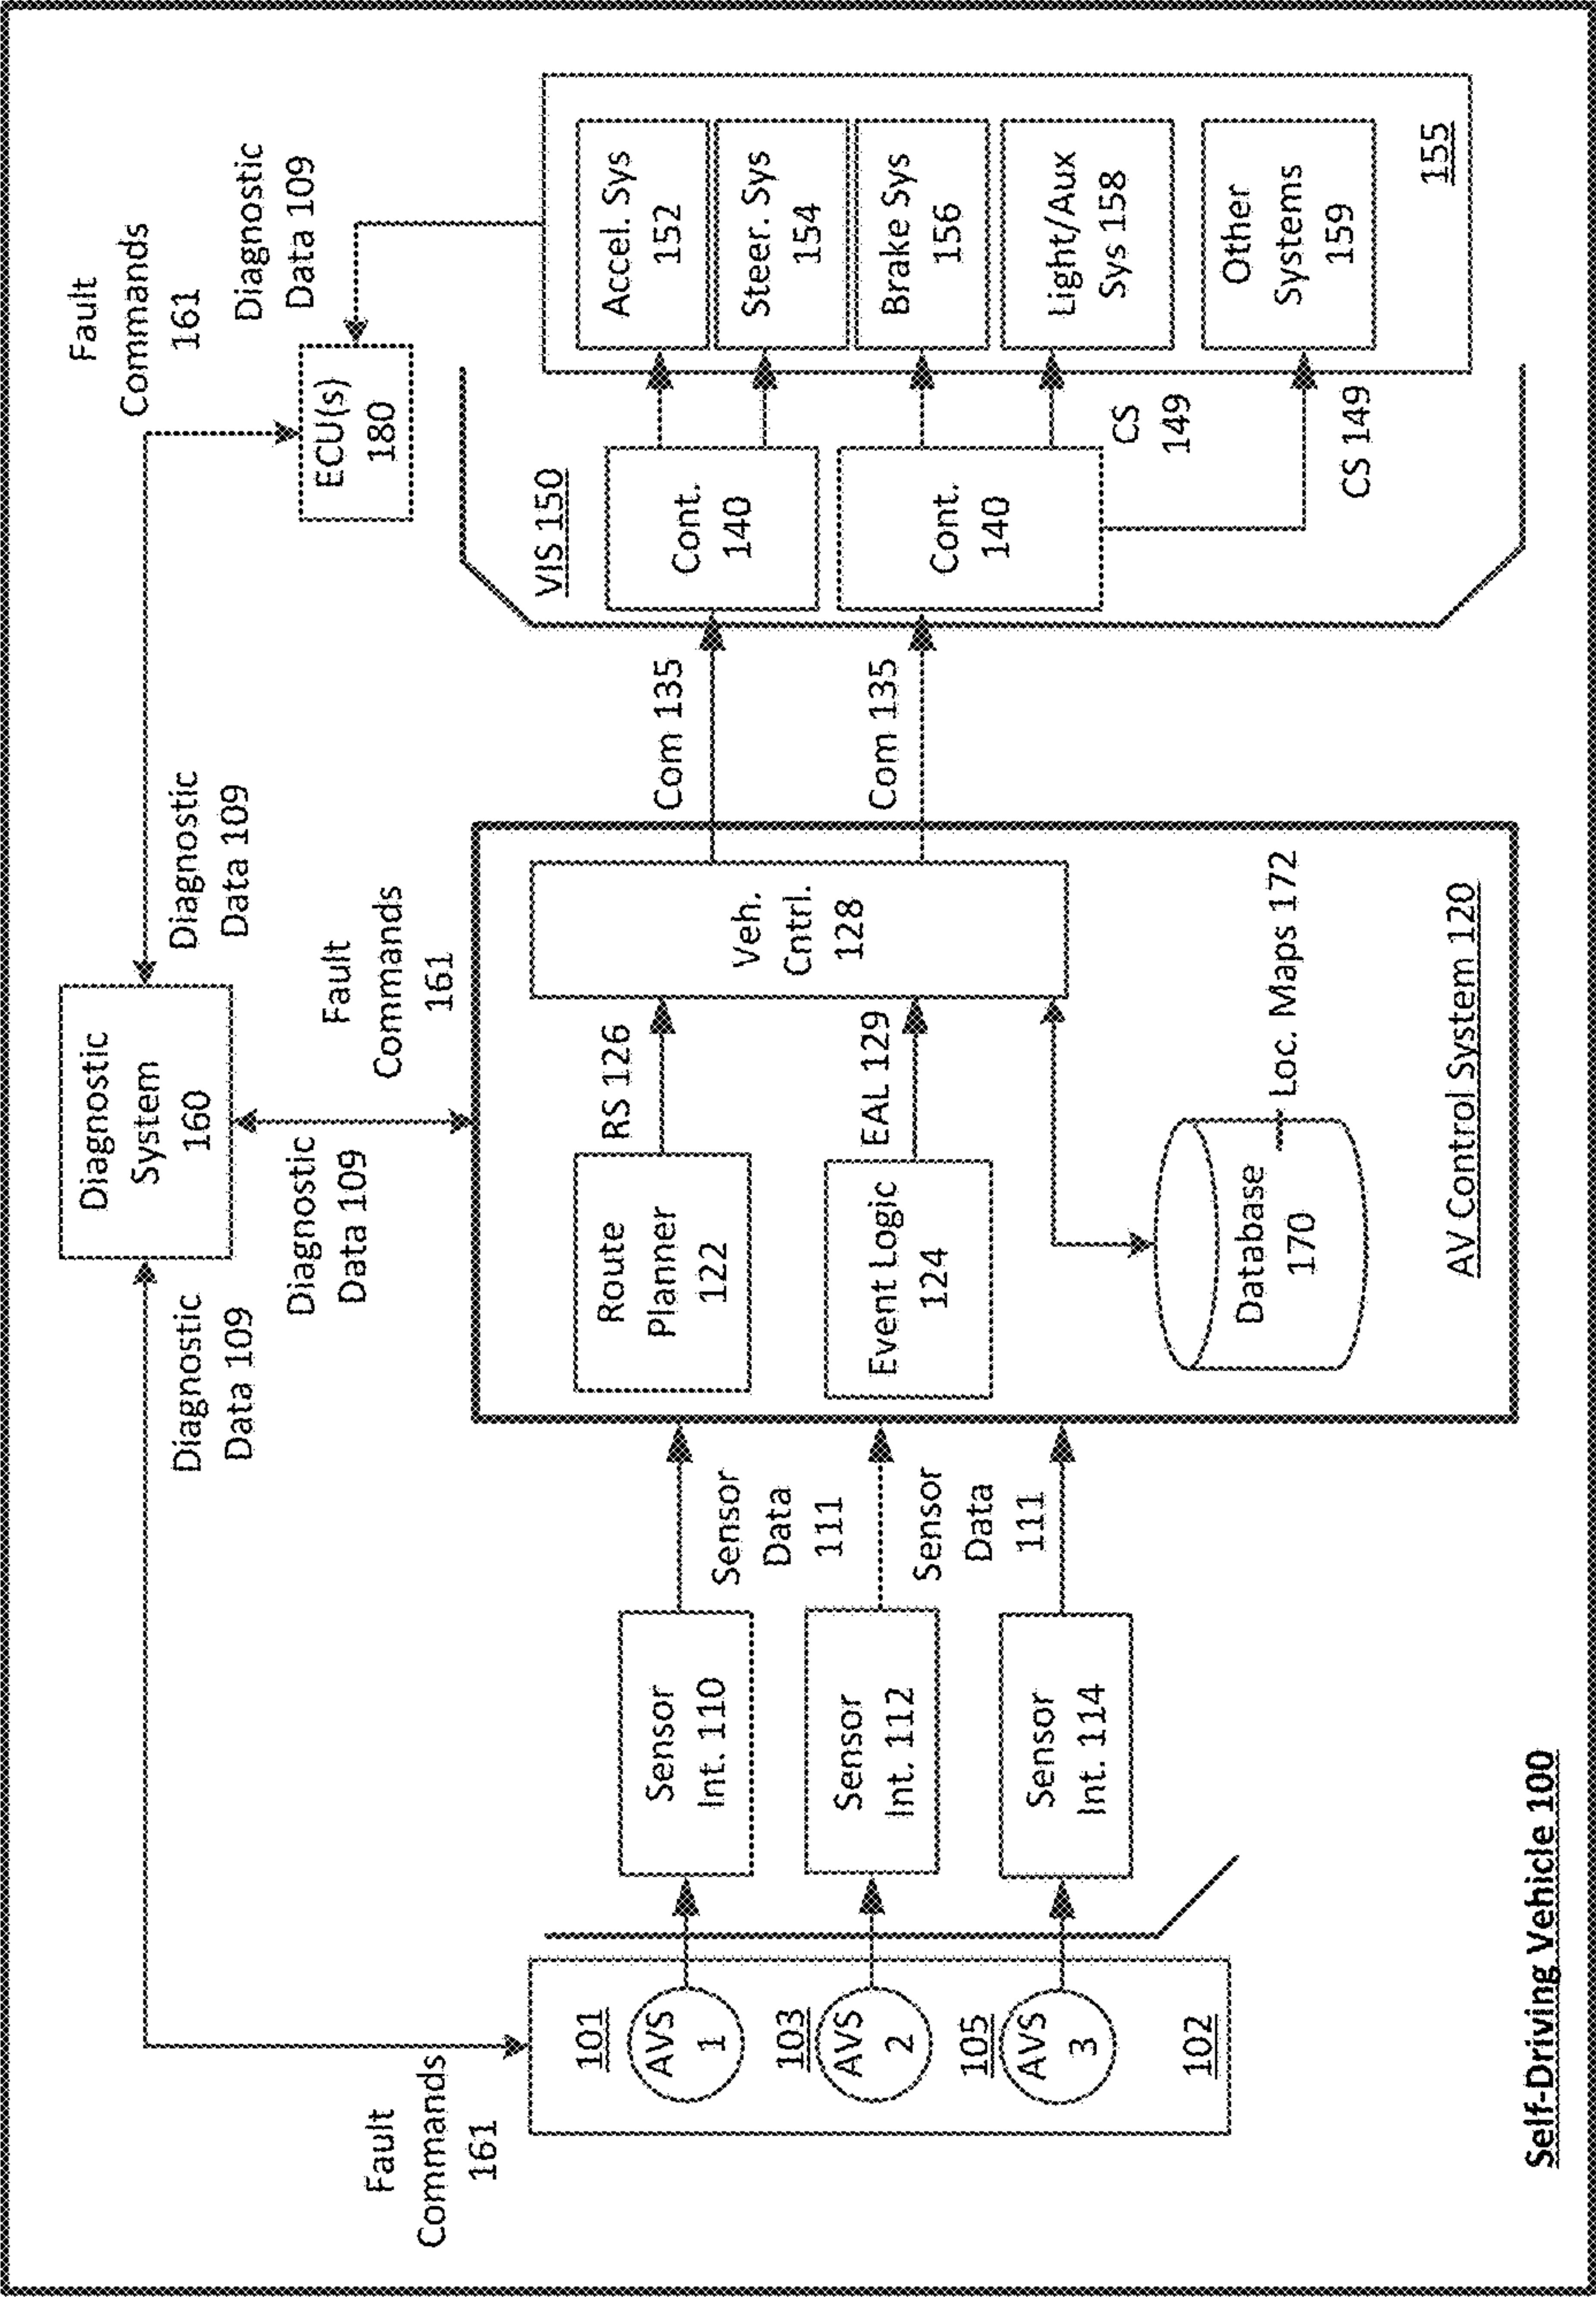 Fault
Commands
161
Diagnostic
Data 109
Diagnostic
System
160
Diagnostic
Data 109
Fault
Commands
161
Diagnostic
Data 109
Diagnostic
Data 109
Fault
Commands
161
ECU(s)
180
101
AVS
1
103
AVS
2
105
AVS
3
102
Sensor
Int. 110
Sensor
Int. 112
Sensor
Int. 114
Sensor
Data
111
Sensor
Data
111
Route
Planner
122
RS 126
Event Logic
124
EAL 129
Veh.
Cntrl.
128
Database
170
Loc. Maps 172
AV Control System 120
Com 135
Com 135
VIS 150
Cont.
140
Cont.
140
CS
149
CS 149
Accel. Sys
152
Steer. Sys
154
Brake Sys
156
Light/Aux
Sys 158
Other
Systems
159
155
Self-Driving Vehicle 100